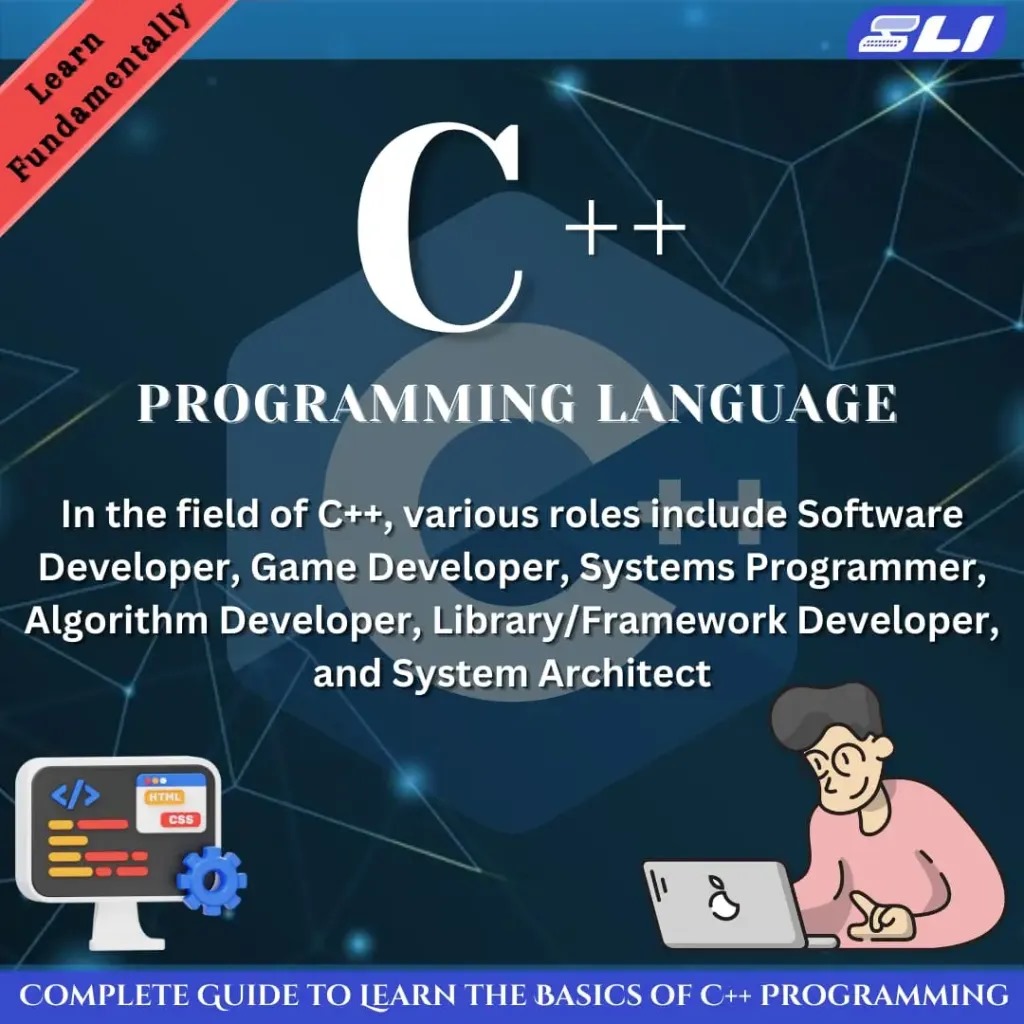 Learn
Fundamentally
SLI
C++
PROGRAMMING LANGUAGE
In the field of C++, various roles include Software
Developer, Game Developer, Systems Programmer,
Algorithm Developer, Library/Framework Developer,
and System Architect
++
</>
HTML
CSS
COMPLETE GUIDE TO LEARN THE BASICS OF C++ PROGRAMMING